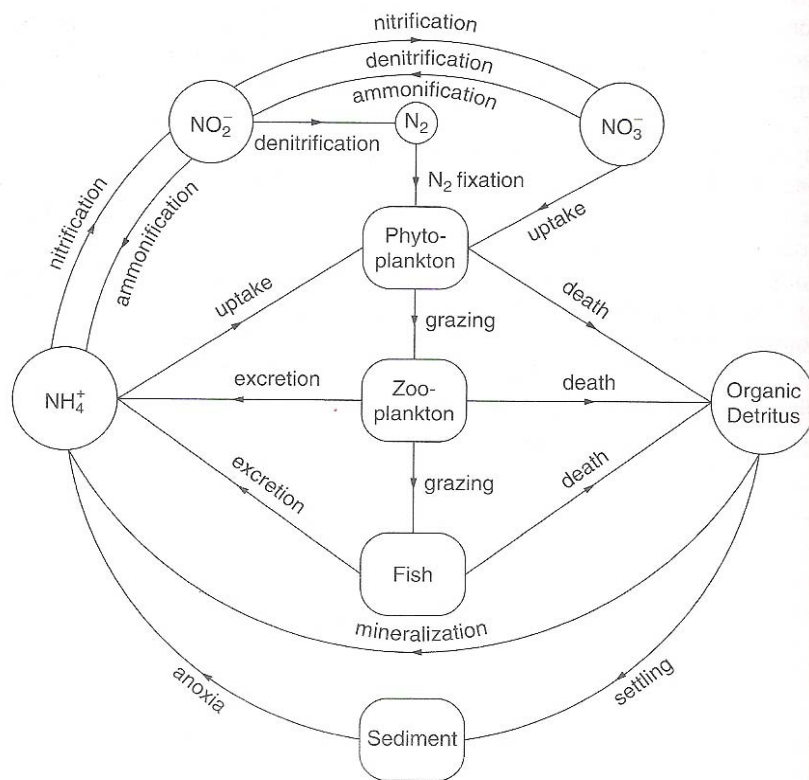 nitrification
denitrification
ammonification
NO₂⁻
N₂
NO₃⁻
denitrification
N₂ fixation
nitrification
ammonification
uptake
Phyto-
plankton
uptake
death
grazing
NH₄⁺
excretion
Zoo-
plankton
death
Organic
Detritus
excretion
grazing
death
Fish
mineralization
anoxia
settling
Sediment